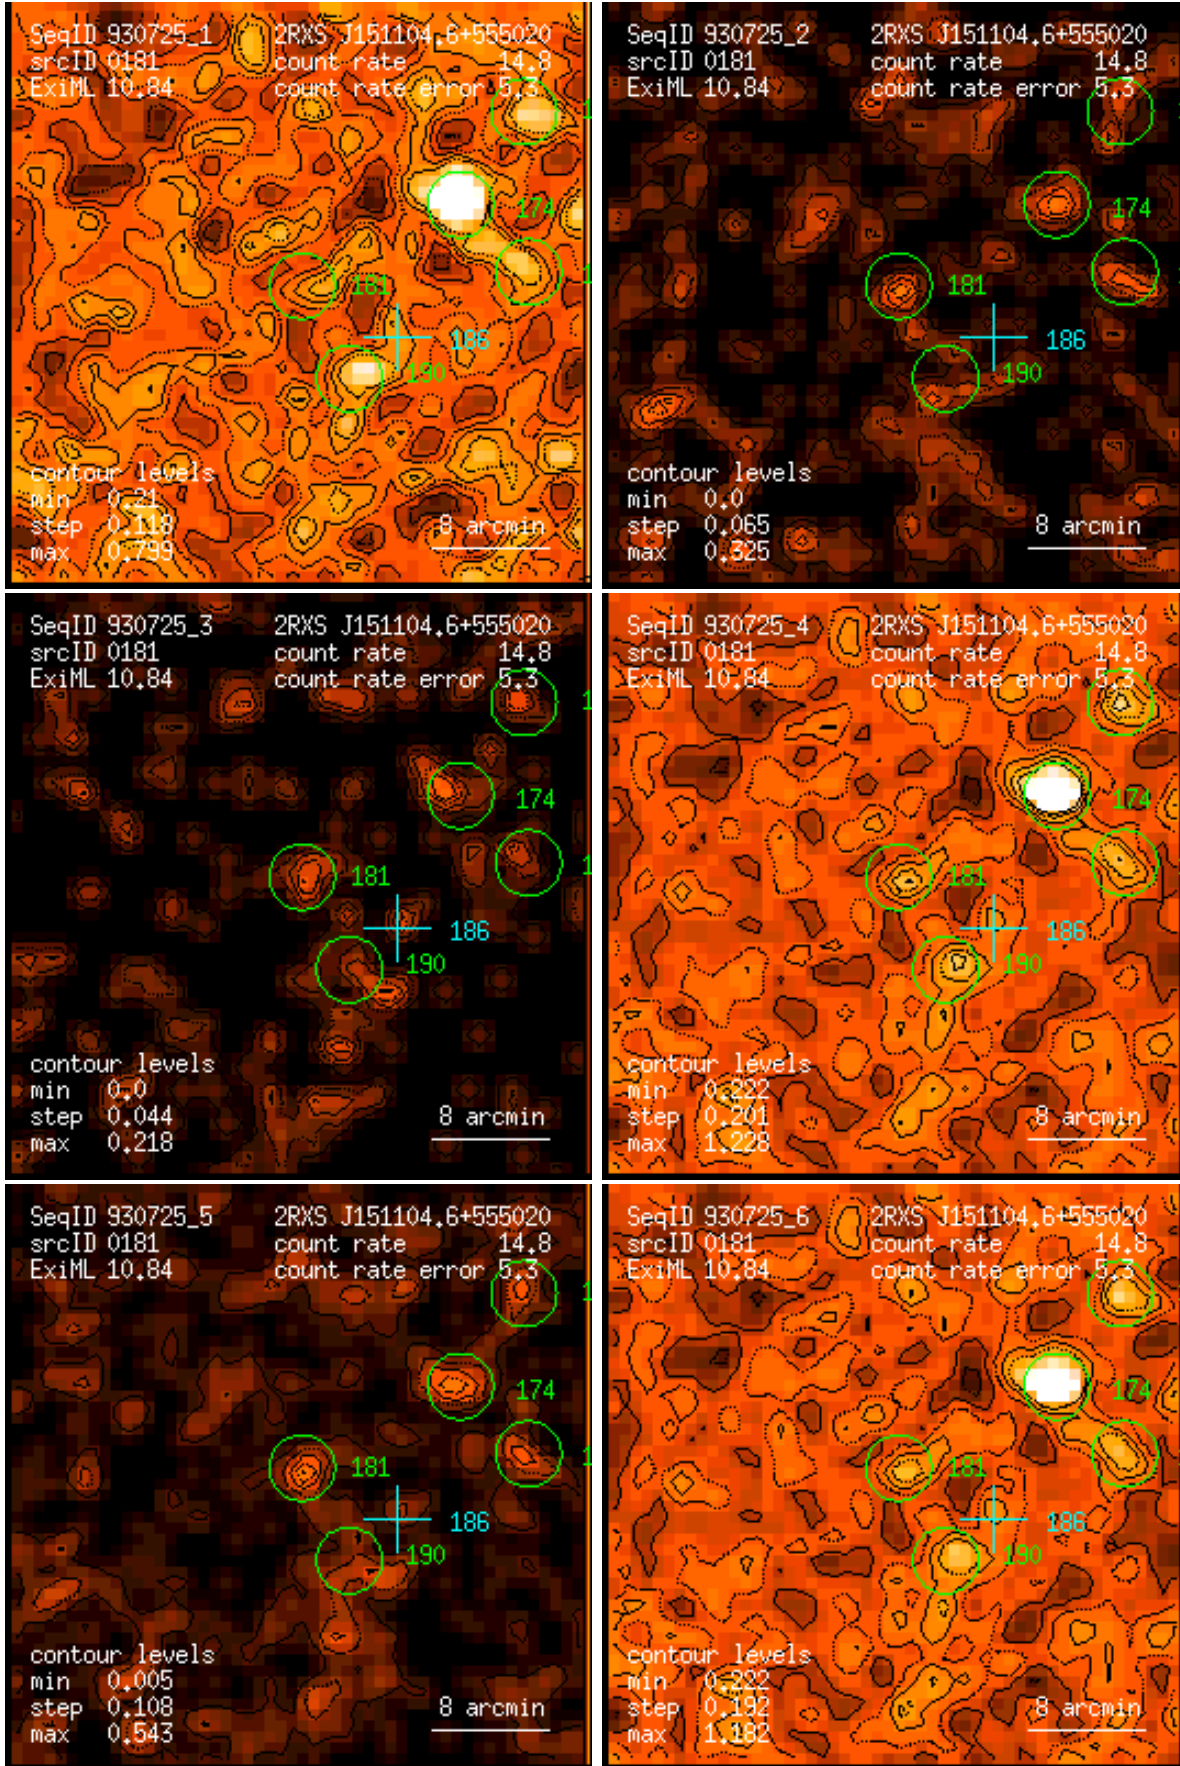 SeqID 930725_1 2RXS J151104.6+555020
srcID 0181 count rate 14.8
ExiML 10.84 count rate error 5.3
1
174
1
181
186
190
contour levels
min 0.21
step 0.118
max 0.799
8 arcmin
SeqID 930725_2 2RXS J151104.6+555020
srcID 0181 count rate 14.8
ExiML 10.84 count rate error 5.3
174
181
186
190
contour levels
min 0.0
step 0.065
max 0.325
8 arcmin
SeqID 930725_3 2RXS J151104.6+555020
srcID 0181 count rate 14.8
ExiML 10.84 count rate error 5.3
1
174
1
181
186
190
contour levels
min 0.0
step 0.044
max 0.218
8 arcmin
SeqID 930725_4 2RXS J151104.6+555020
srcID 0181 count rate 14.8
ExiML 10.84 count rate error 5.3
174
181
186
190
contour levels
min 0.222
step 0.201
max 1.228
8 arcmin
SeqID 930725_5 2RXS J151104.6+555020
srcID 0181 count rate 14.8
ExiML 10.84 count rate error 5.3
1
174
1
181
186
190
contour levels
min 0.005
step 0.108
max 0.543
8 arcmin
SeqID 930725_6 2RXS J151104.6+555020
srcID 0181 count rate 14.8
ExiML 10.84 count rate error 5.3
174
181
186
190
contour levels
min 0.222
step 0.192
max 1.182
8 arcmin